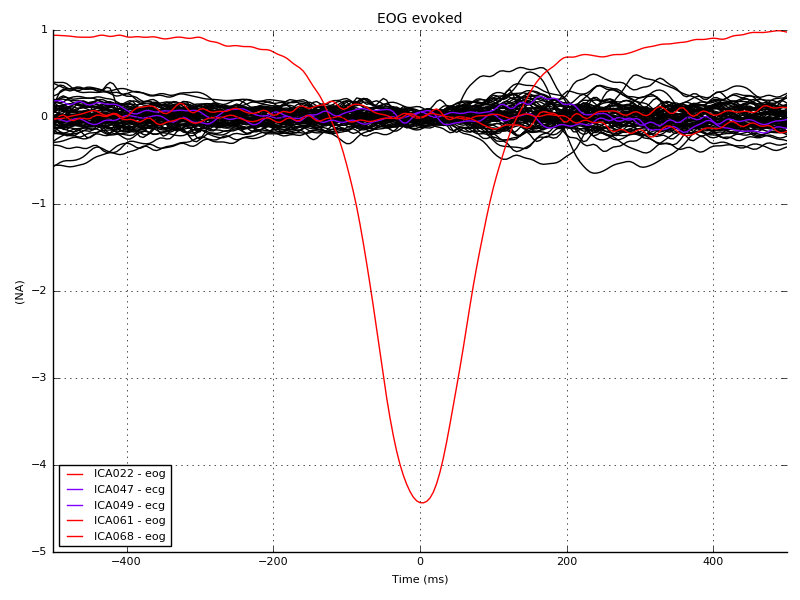 EOG evoked
1
0
−1
−2
−3
−4
−5
(NA)
ICA022 - eog
ICA047 - ecg
ICA049 - ecg
ICA061 - eog
ICA068 - eog
−400
−200
0
200
400
Time (ms)